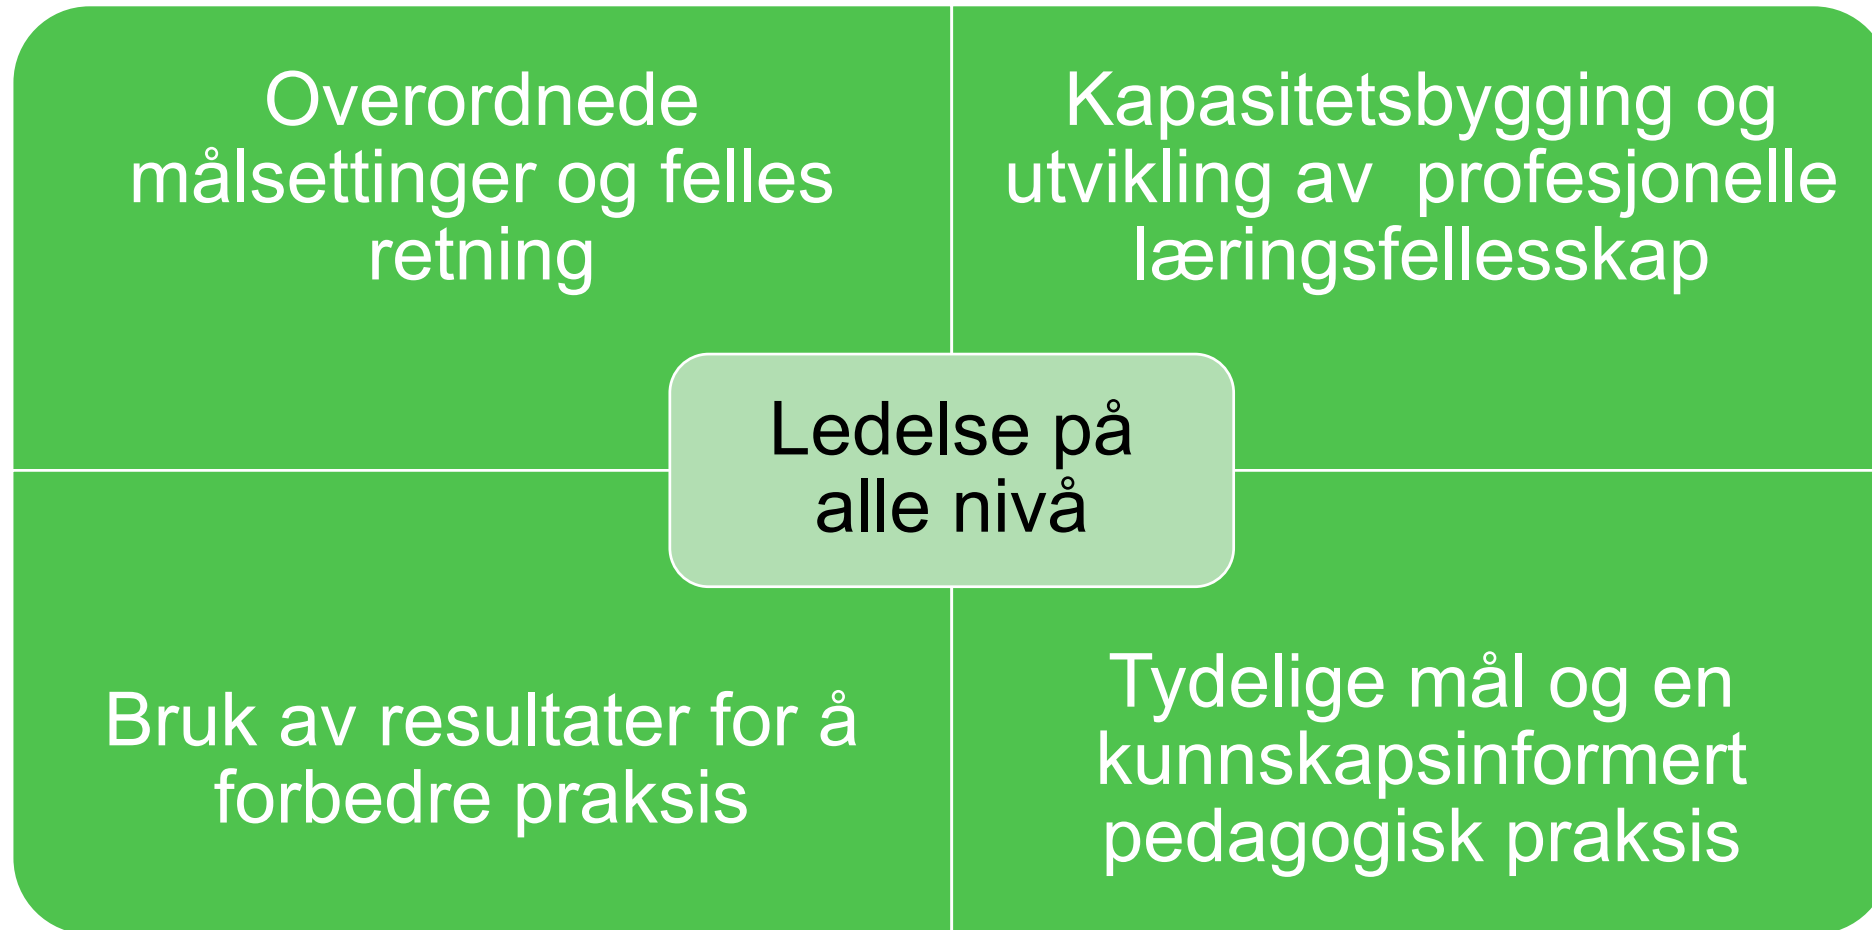 Overordnede
målsettinger og felles
retning
Kapasitetsbygging og
utvikling av  profesjonelle
læringsfellesskap
Ledelse på
alle nivå
Bruk av resultater for å
forbedre praksis
Tydelige mål og en
kunnskapsinformert
pedagogisk praksis